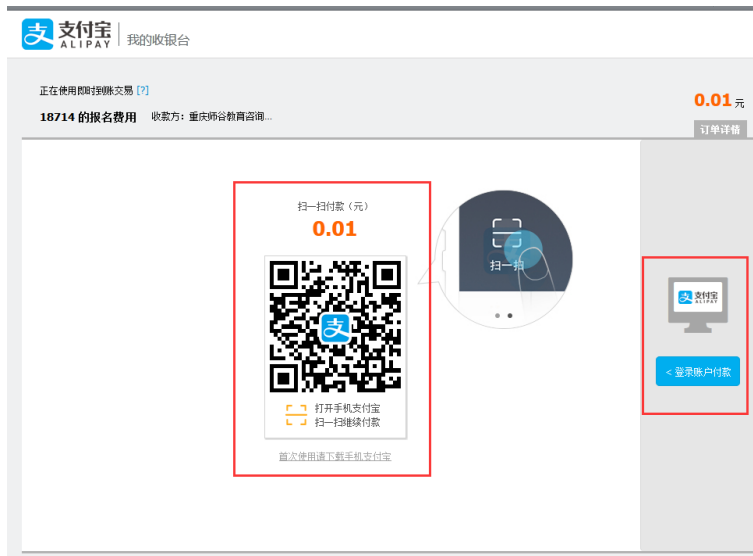 支付宝
ALIPAY
我的收银台
正在使用即时到账交易 [?]
18714 的报名费用 收款方：重庆师谷教育咨询...
0.01 元
订单详情
扫一扫付款（元）
0.01
支
打开手机支付宝
扫一扫继续付款
首次使用请下载手机支付宝
扫一扫
支付宝
ALIPAY
< 登录账户付款